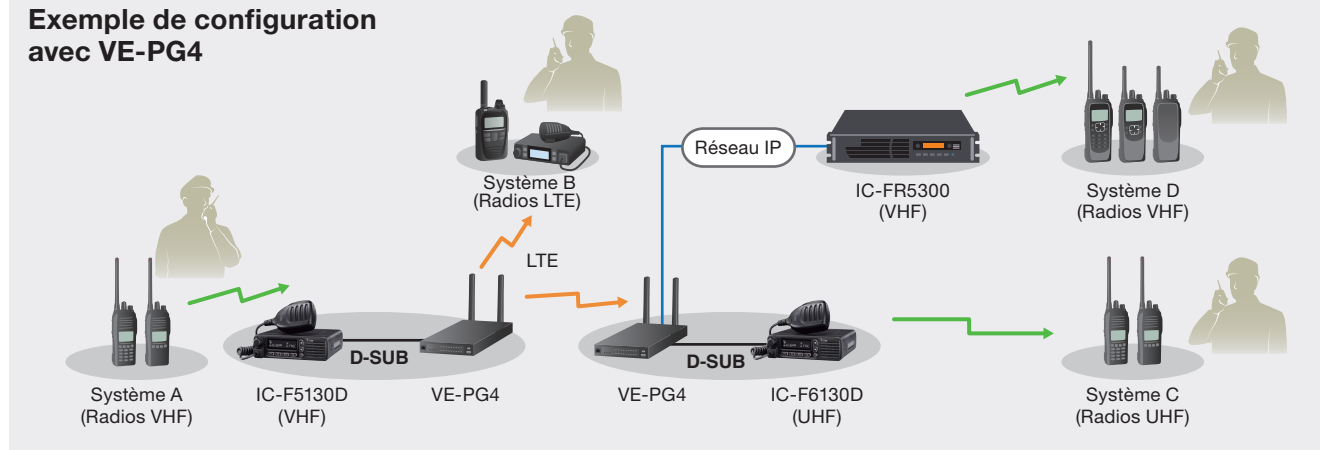 Exemple de configuration
avec VE-PG4
Réseau IP
Système B
(Radios LTE)
IC-FR5300
(VHF)
Système D
(Radios VHF)
LTE
D-SUB
D-SUB
Système A
(Radios VHF)
IC-F5130D
(VHF)
VE-PG4
VE-PG4
IC-F6130D
(UHF)
Système C
(Radios UHF)